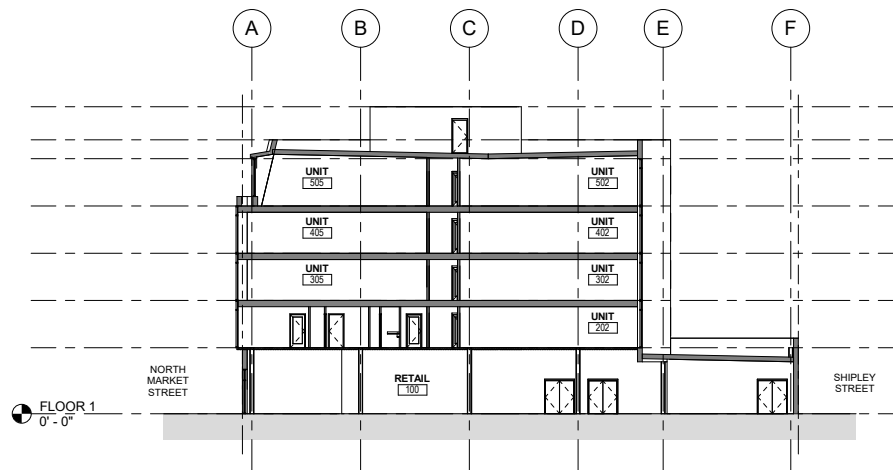 A
B
C
D
E
F
UNIT
505
UNIT
502
UNIT
405
UNIT
402
UNIT
305
UNIT
302
UNIT
202
NORTH
MARKET
STREET
RETAIL
100
SHIPLEY
STREET
FLOOR 1
0' - 0"